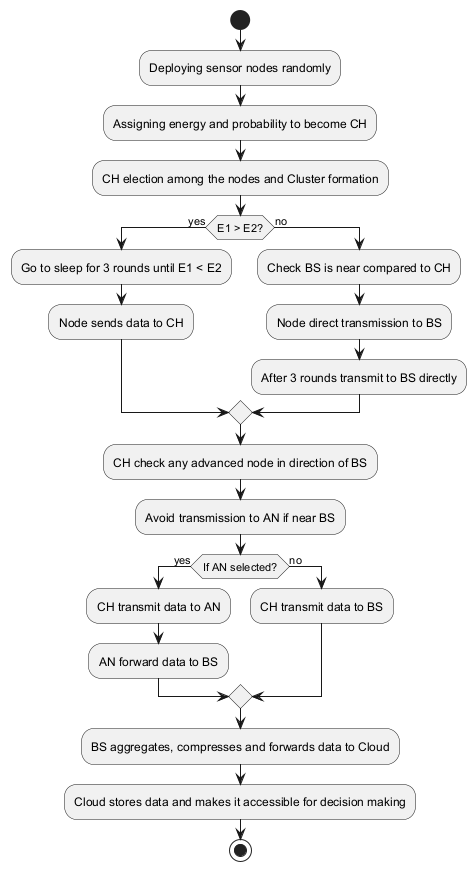 Deploying sensor nodes randomly
Assigning energy and probability to become CH
CH election among the nodes and Cluster formation
yes
E1 > E2?
no
Go to sleep for 3 rounds until E1 < E2
Check BS is near compared to CH
Node sends data to CH
Node direct transmission to BS
After 3 rounds transmit to BS directly
CH check any advanced node in direction of BS
Avoid transmission to AN if near BS
yes
If AN selected?
no
CH transmit data to AN
CH transmit data to BS
AN forward data to BS
BS aggregates, compresses and forwards data to Cloud
Cloud stores data and makes it accessible for decision making